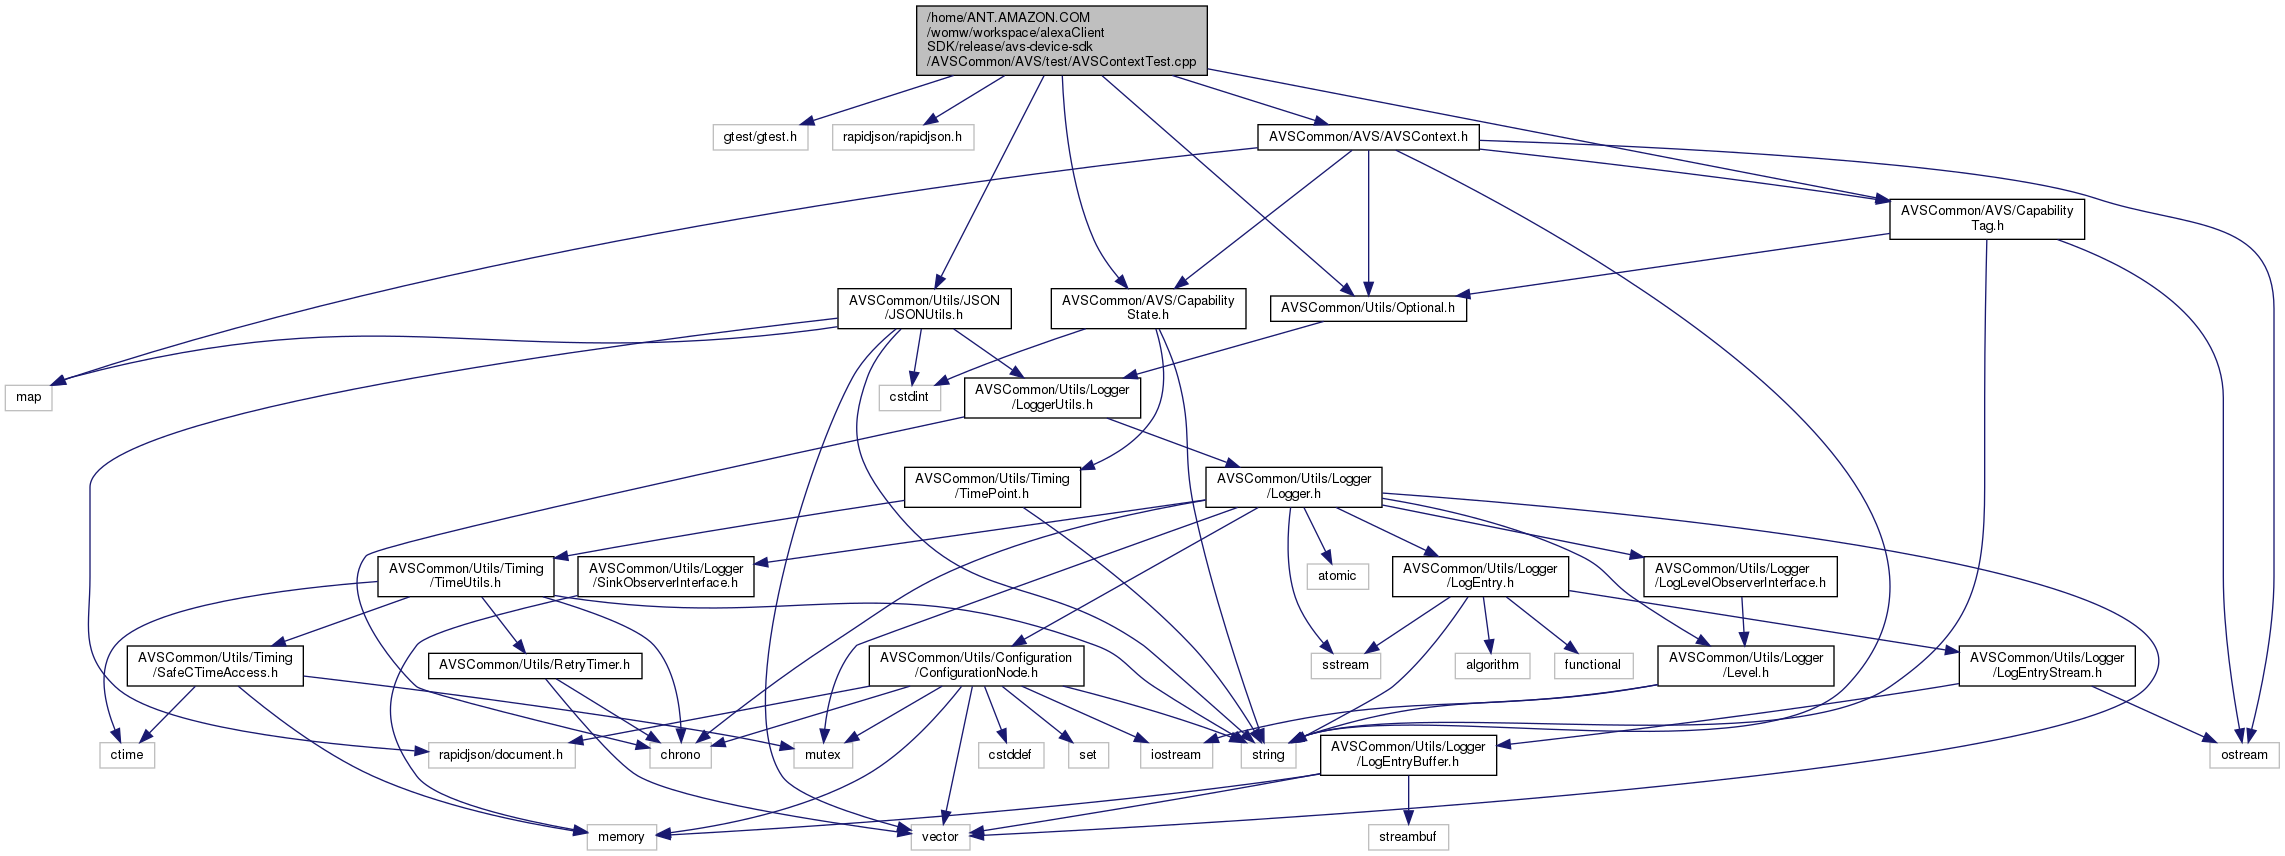 /home/ANT.AMAZON.COM
/womw/workspace/alexaClient
SDK/release/avs-device-sdk
/AVSCommon/AVS/test/AVSContextTest.cpp
gtest/gtest.h
rapidjson/rapidjson.h
AVSCommon/AVS/AVSContext.h
AVSCommon/AVS/Capability
Tag.h
AVSCommon/Utils/JSON
/JSONUtils.h
AVSCommon/AVS/Capability
State.h
AVSCommon/Utils/Optional.h
map
cstdint
AVSCommon/Utils/Logger
/LoggerUtils.h
AVSCommon/Utils/Timing
/TimePoint.h
AVSCommon/Utils/Logger
/Logger.h
AVSCommon/Utils/Timing
/TimeUtils.h
AVSCommon/Utils/Logger
/SinkObserverInterface.h
atomic
AVSCommon/Utils/Logger
/LogEntry.h
AVSCommon/Utils/Logger
/LogLevelObserverInterface.h
AVSCommon/Utils/Timing
/SafeCTimeAccess.h
AVSCommon/Utils/RetryTimer.h
AVSCommon/Utils/Configuration
/ConfigurationNode.h
sstream
algorithm
functional
AVSCommon/Utils/Logger
/Level.h
AVSCommon/Utils/Logger
/LogEntryStream.h
ctime
rapidjson/document.h
chrono
mutex
cstddef
set
iostream
string
AVSCommon/Utils/Logger
/LogEntryBuffer.h
ostream
memory
vector
streambuf